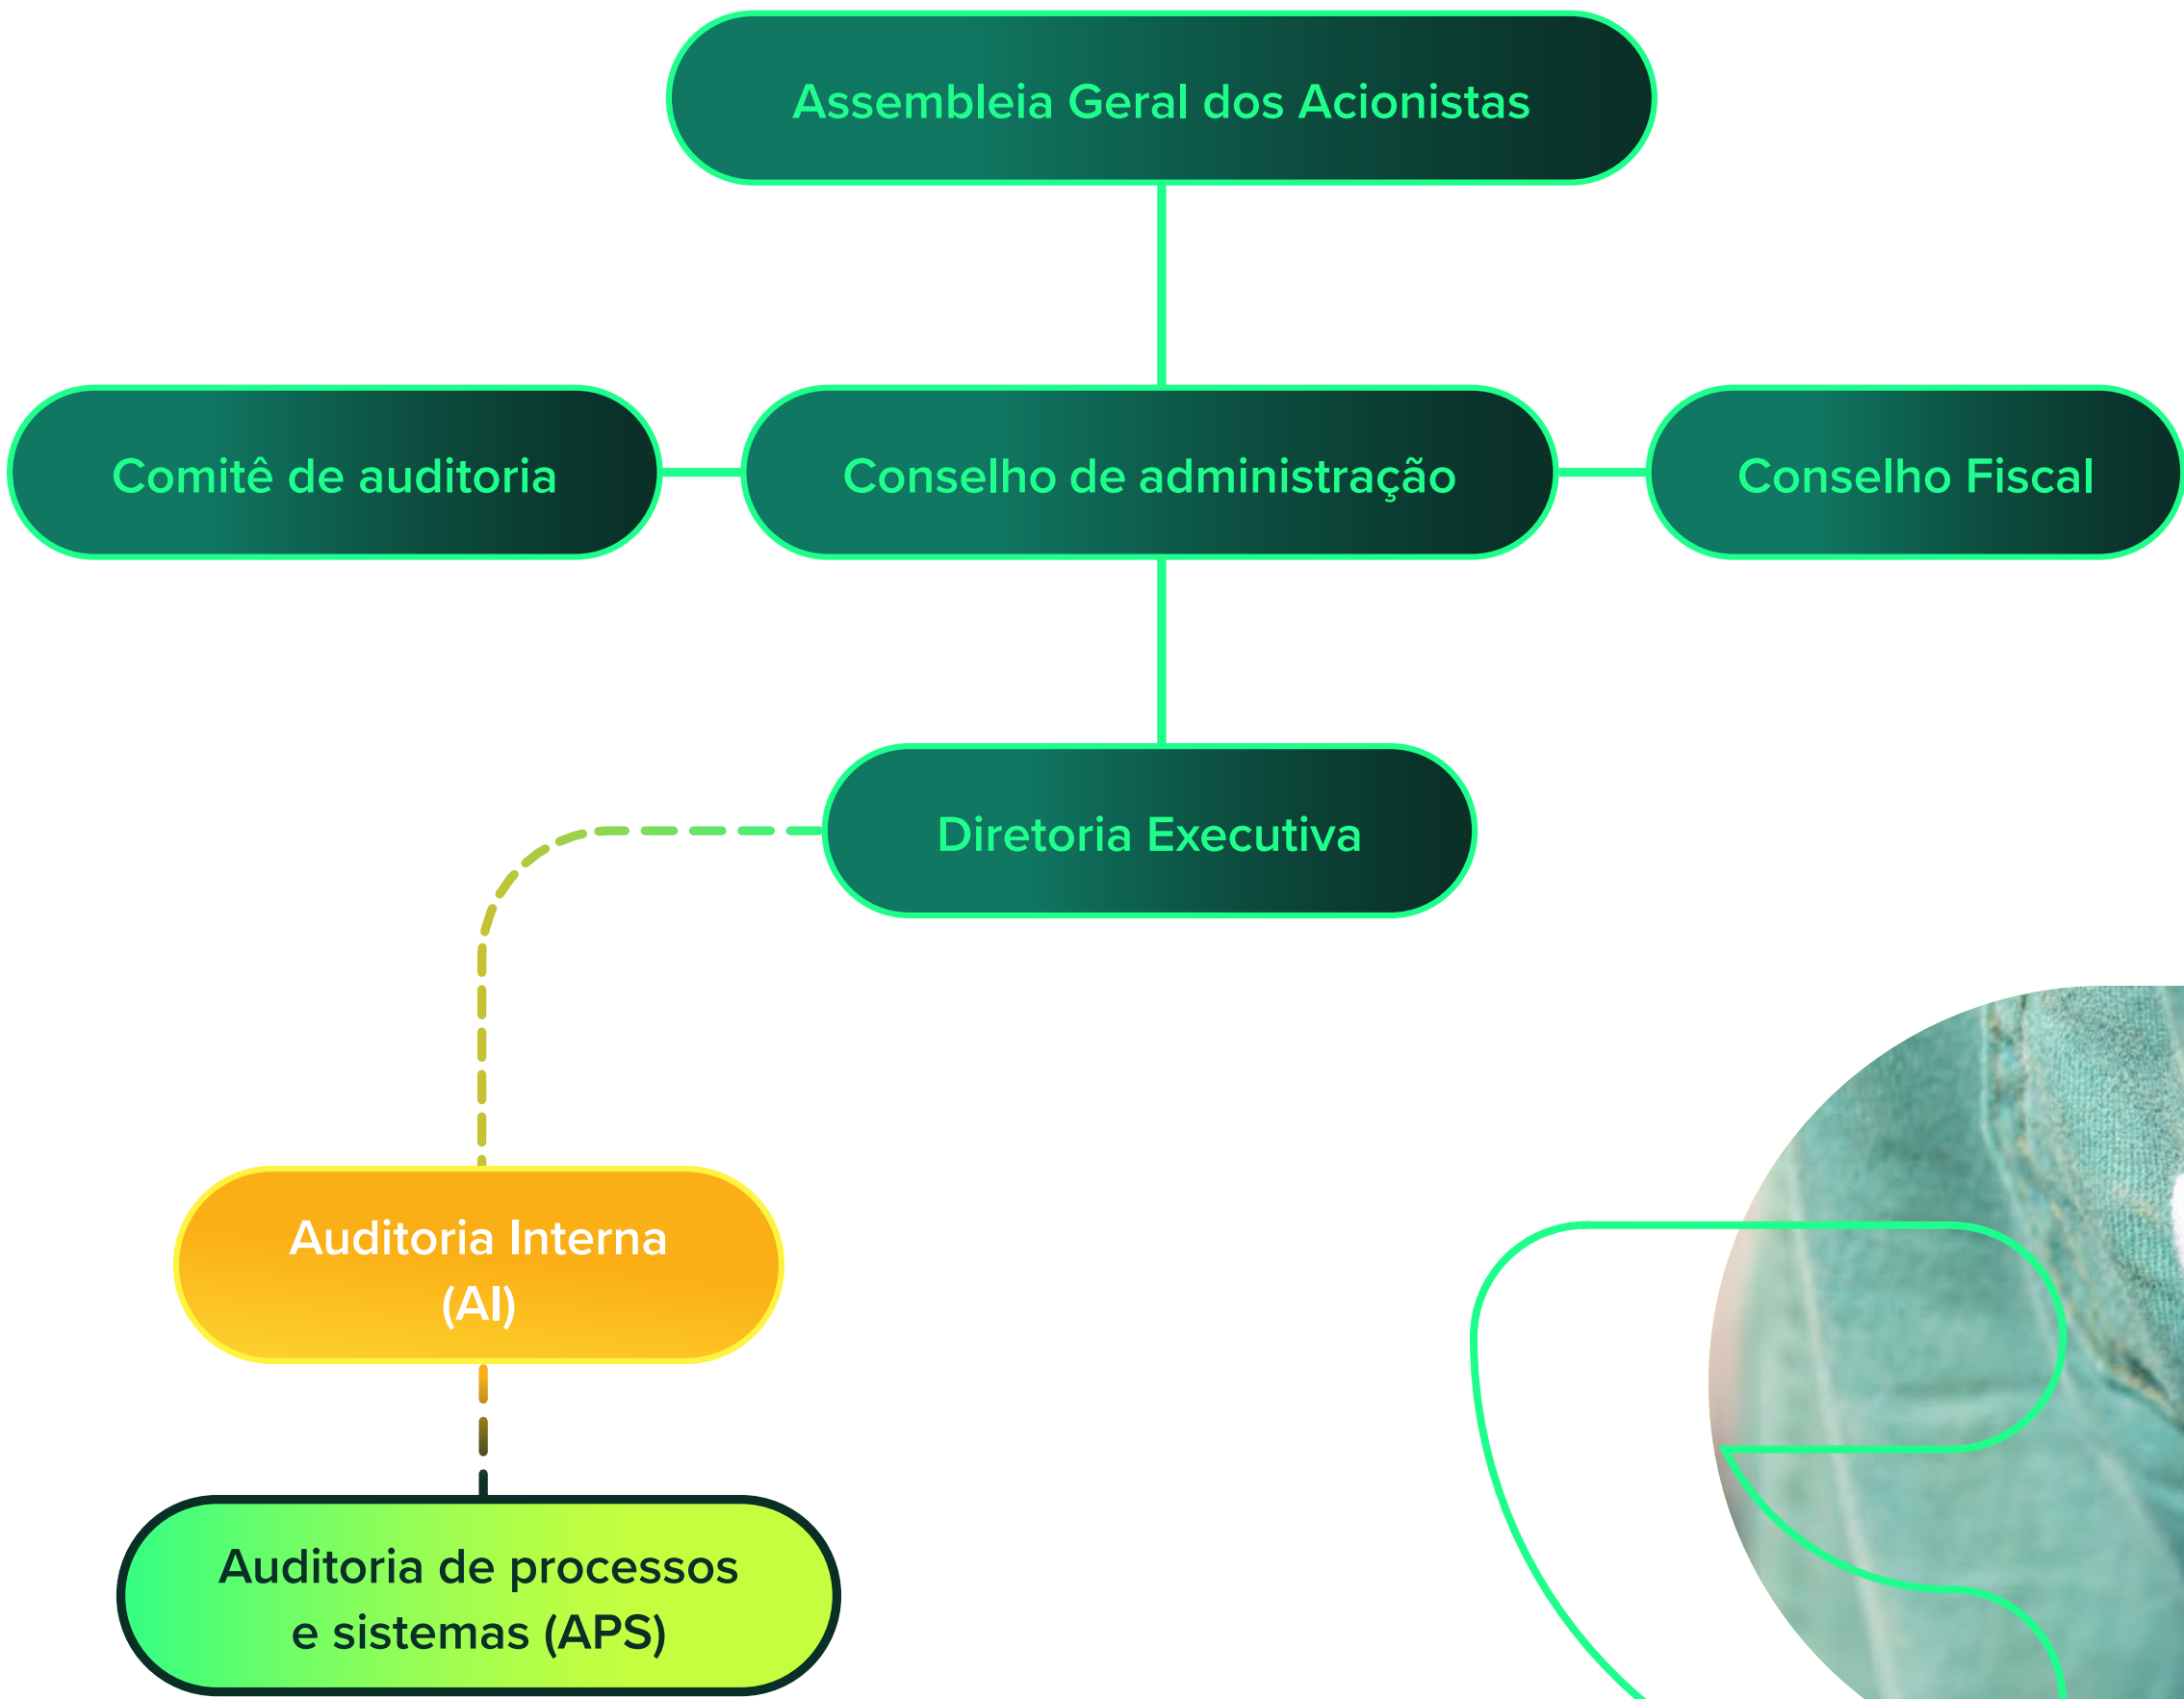 Assembleia Geral dos Acionistas
Comitê de auditoria
Conselho de administração
Conselho Fiscal
Diretoria Executiva
Auditoria Interna
(AI)
Auditoria de processos
e sistemas (APS)